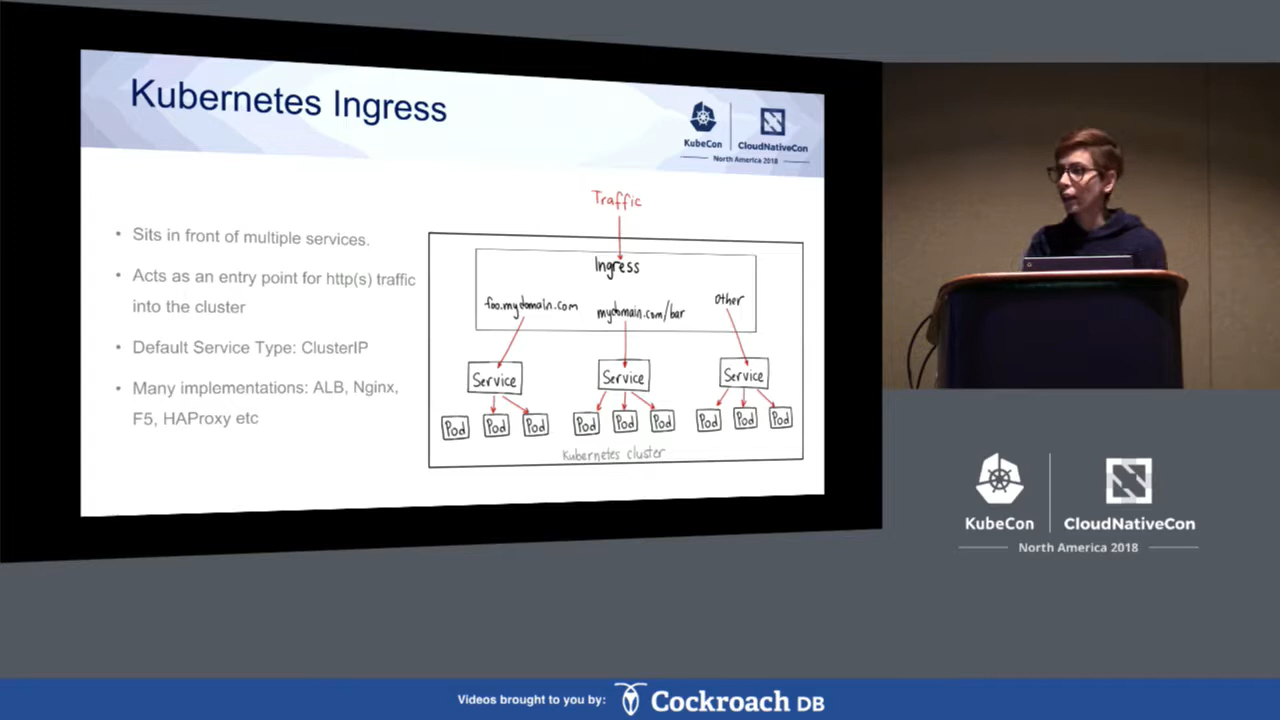 Kubernetes Ingress
KubeCon
CloudNativeCon
North America 2018
• Sits in front of multiple services.
• Acts as an entry point for http(s) traffic
into the cluster
• Default Service Type: ClusterIP
• Many implementations: ALB, Nginx,
F5, HAProxy etc
Traffic
Ingress
foo.mydomain.com
mydomain.com/bar
Other
Service
Service
Service
Pod
Pod
Pod
Pod
Pod
Pod
Pod
Pod
Pod
Kubernetes cluster
KubeCon
CloudNativeCon
North America 2018
Videos brought to you by:
Cockroach DB